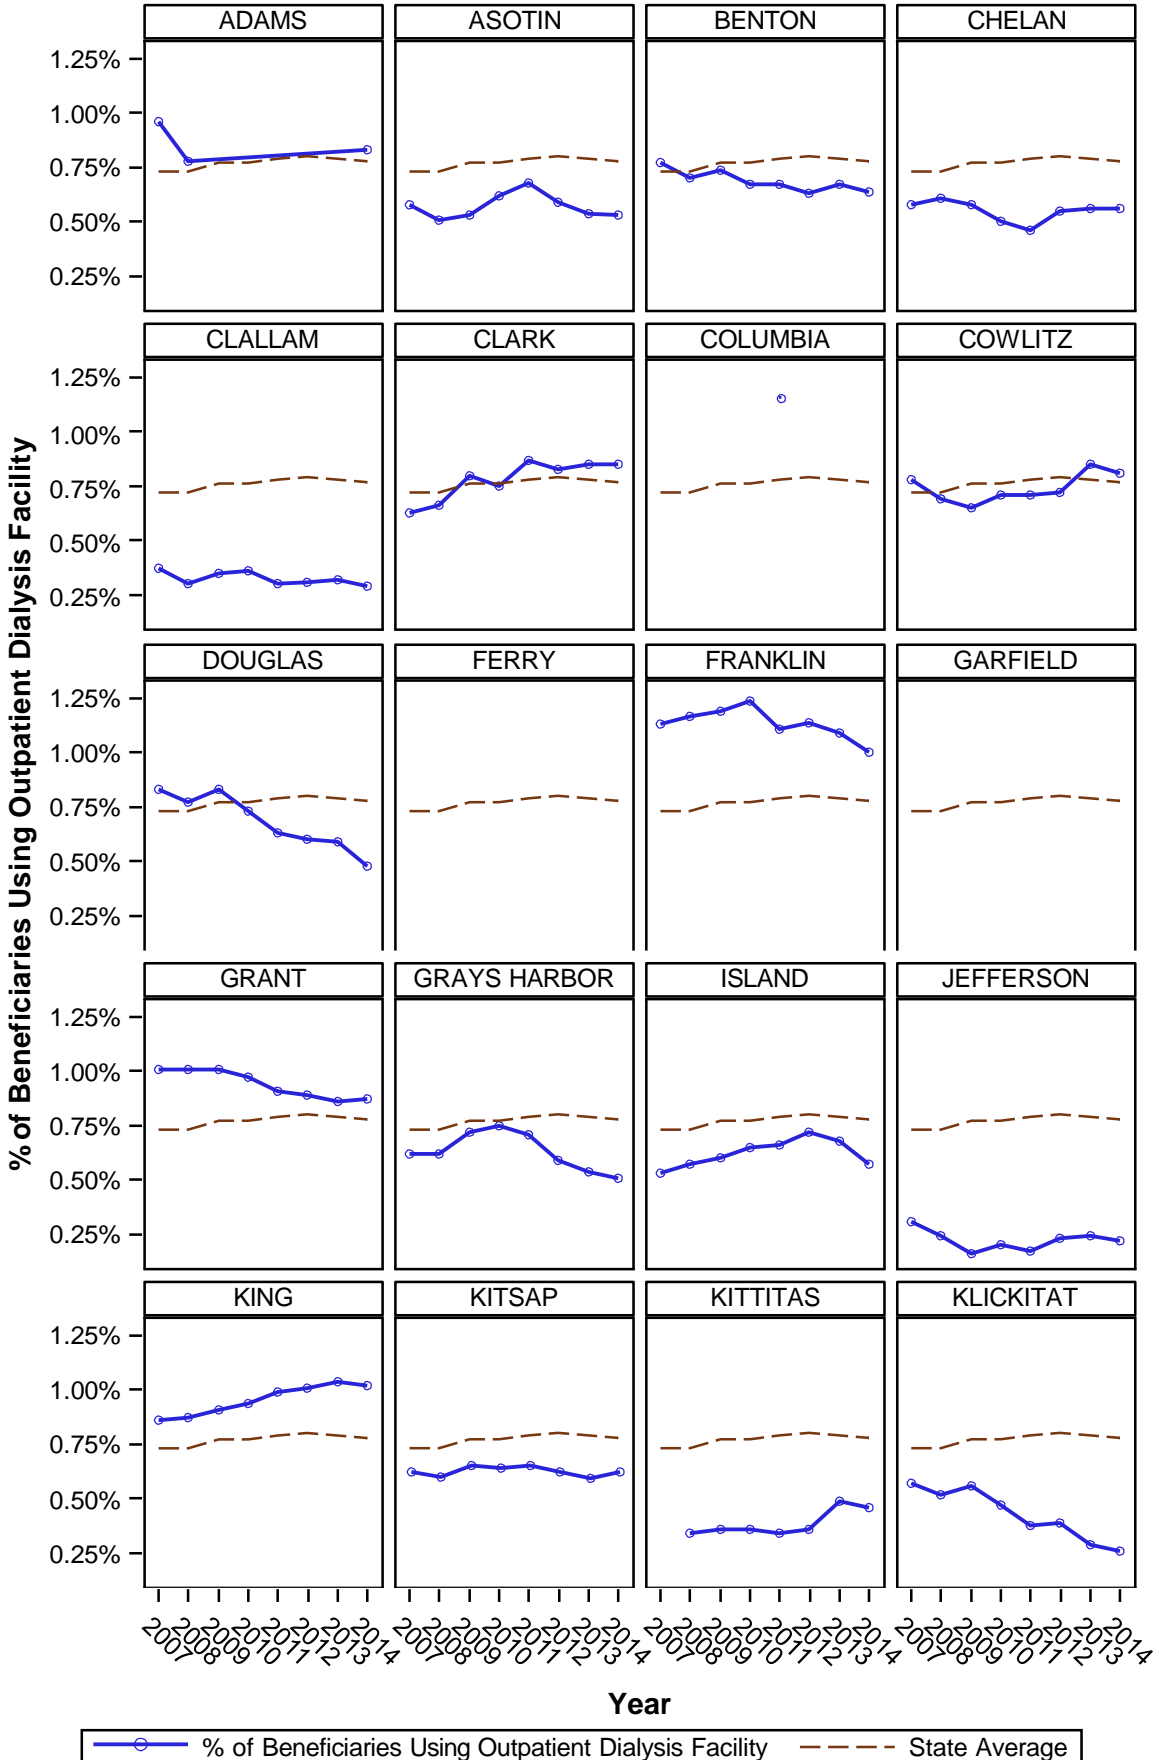 ADAMS ASOTIN BENTON CHELAN
1.25%
1.00%
0.75%
0.50%
0.25%
CLALLAM CLARK COLUMBIA COWLITZ
1.25%
1.00%
0.75%
0.50%
0.25%
DOUGLAS FERRY FRANKLIN GARFIELD
1.25%
1.00%
0.75%
0.50%
0.25%
GRANT GRAYS HARBOR ISLAND JEFFERSON
1.25%
1.00%
0.75%
0.50%
0.25%
KING KITSAP KITTITAS KLICKITAT
1.25%
1.00%
0.75%
0.50%
0.25%
% of Beneficiaries Using Outpatient Dialysis Facility
2007 2008 2009 2010 2011 2012 2013 2014 2007 2008 2009 2010 2011 2012 2013 2014 2007 2008 2009 2010 2011 2012 2013 2014 2007 2008 2009 2010 2011 2012 2013 2014
Year
% of Beneficiaries Using Outpatient Dialysis Facility State Average